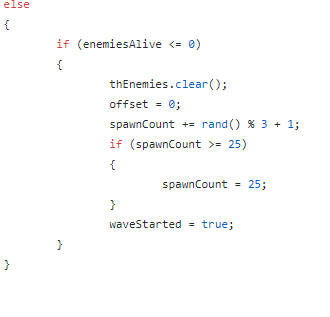 else
{
if (enemiesAlive <= 0)
{
thEnemies.clear();
offset = 0;
spawnCount += rand() % 3 + 1;
if (spawnCount >= 25)
{
spawnCount = 25;
}
waveStarted = true;
}
}